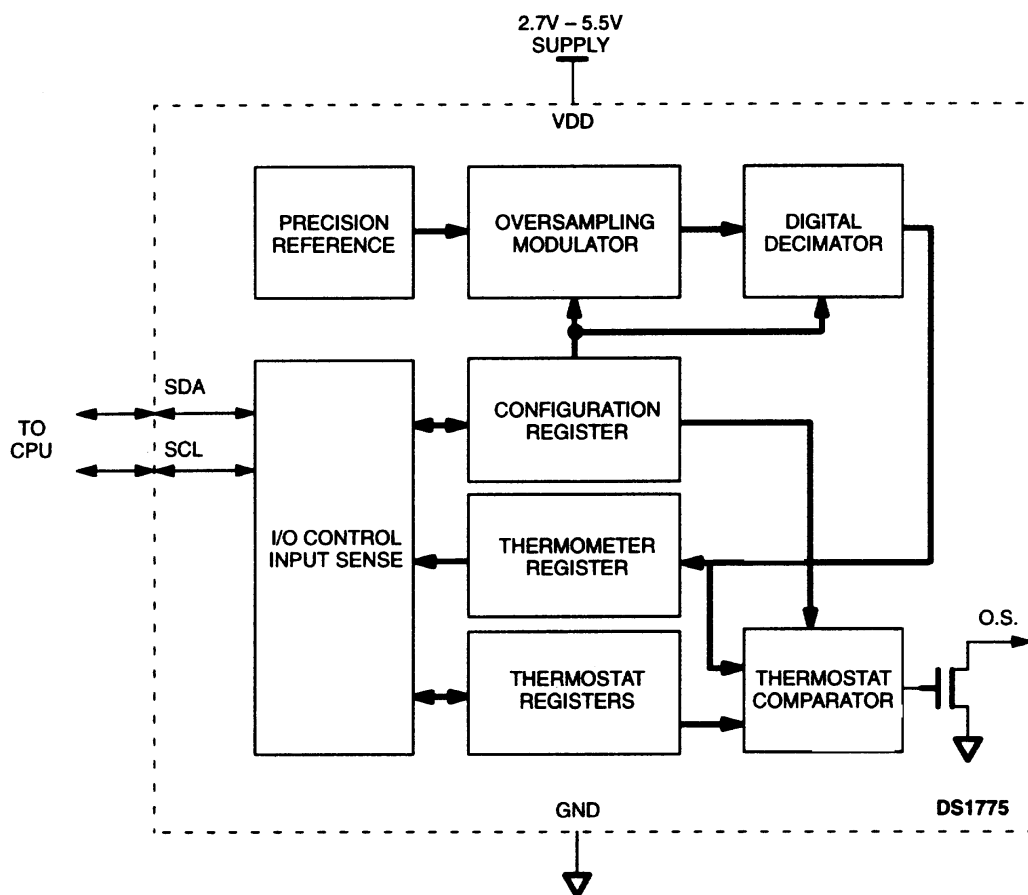 2.7V – 5.5V
SUPPLY
VDD
PRECISION
REFERENCE
OVERSAMPLING
MODULATOR
DIGITAL
DECIMATOR
SDA
TO
CPU
SCL
CONFIGURATION
REGISTER
I/O CONTROL
INPUT SENSE
THERMOMETER
REGISTER
O.S.
THERMOSTAT
REGISTERS
THERMOSTAT
COMPARATOR
GND
DS1775